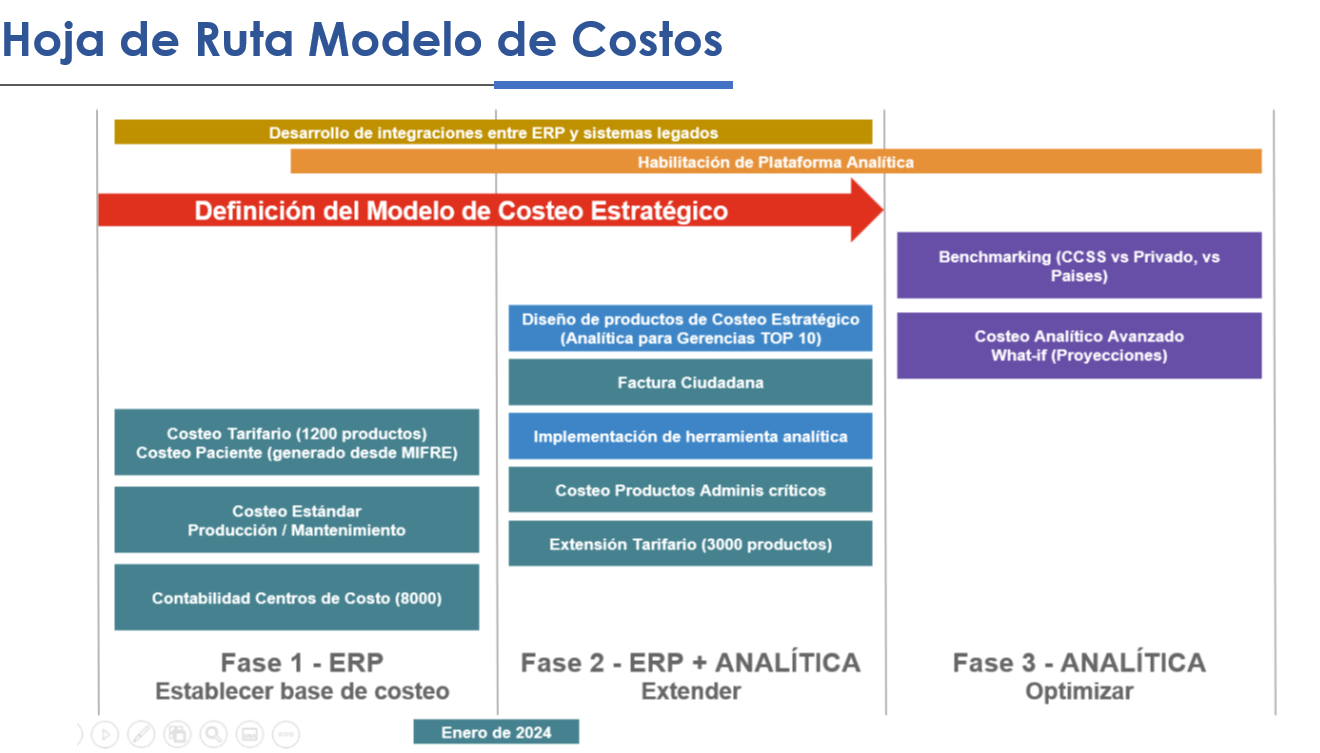 Hoja de Ruta Modelo de Costos
Desarrollo de integraciones entre ERP y sistemas legados
Habilitación de Plataforma Analítica
Definición del Modelo de Costeo Estratégico
Costeo Tarifario (1200 productos)
Costeo Paciente (generado desde MIFRE)
Costeo Estándar
Producción / Mantenimiento
Contabilidad Centros de Costo (8000)
Fase 1 - ERP
Establecer base de costeo
Diseño de productos de Costeo Estratégico
(Analítica para Gerencias TOP 10)
Factura Ciudadana
Implementación de herramienta analítica
Costeo Productos Adminis críticos
Extensión Tarifario (3000 productos)
Fase 2 - ERP + ANALÍTICA
Extender
Benchmarking (CCSS vs Privado, vs
Paises)
Costeo Analítico Avanzado
What-if (Proyecciones)
Fase 3 - ANALÍTICA
Optimizar
Enero de 2024